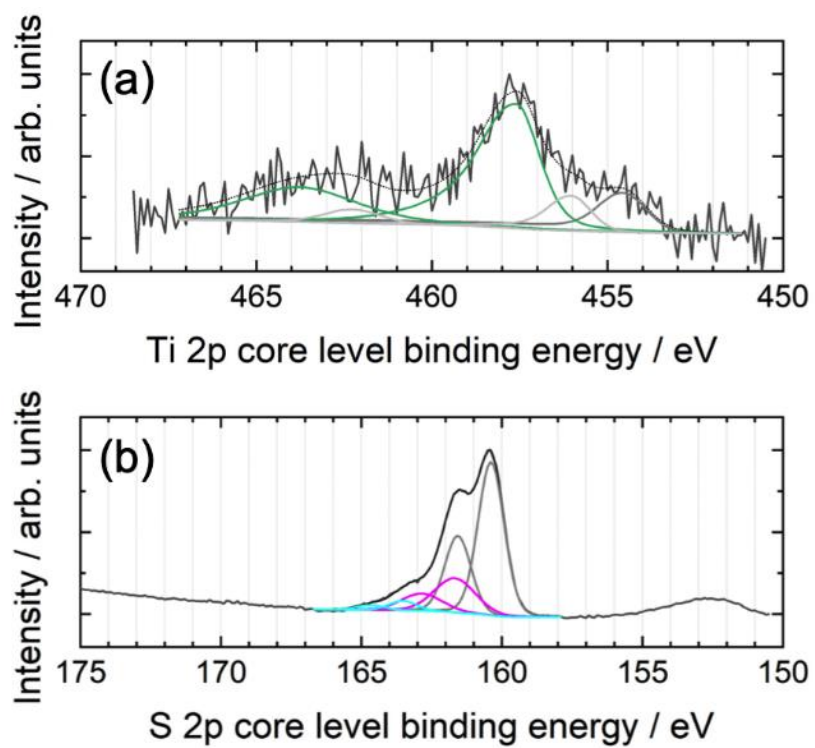 (a)
Intensity / arb. units
470 465 460 455 450
Ti 2p core level binding energy / eV
(b)
Intensity / arb. units
175 170 165 160 155 150
S 2p core level binding energy / eV